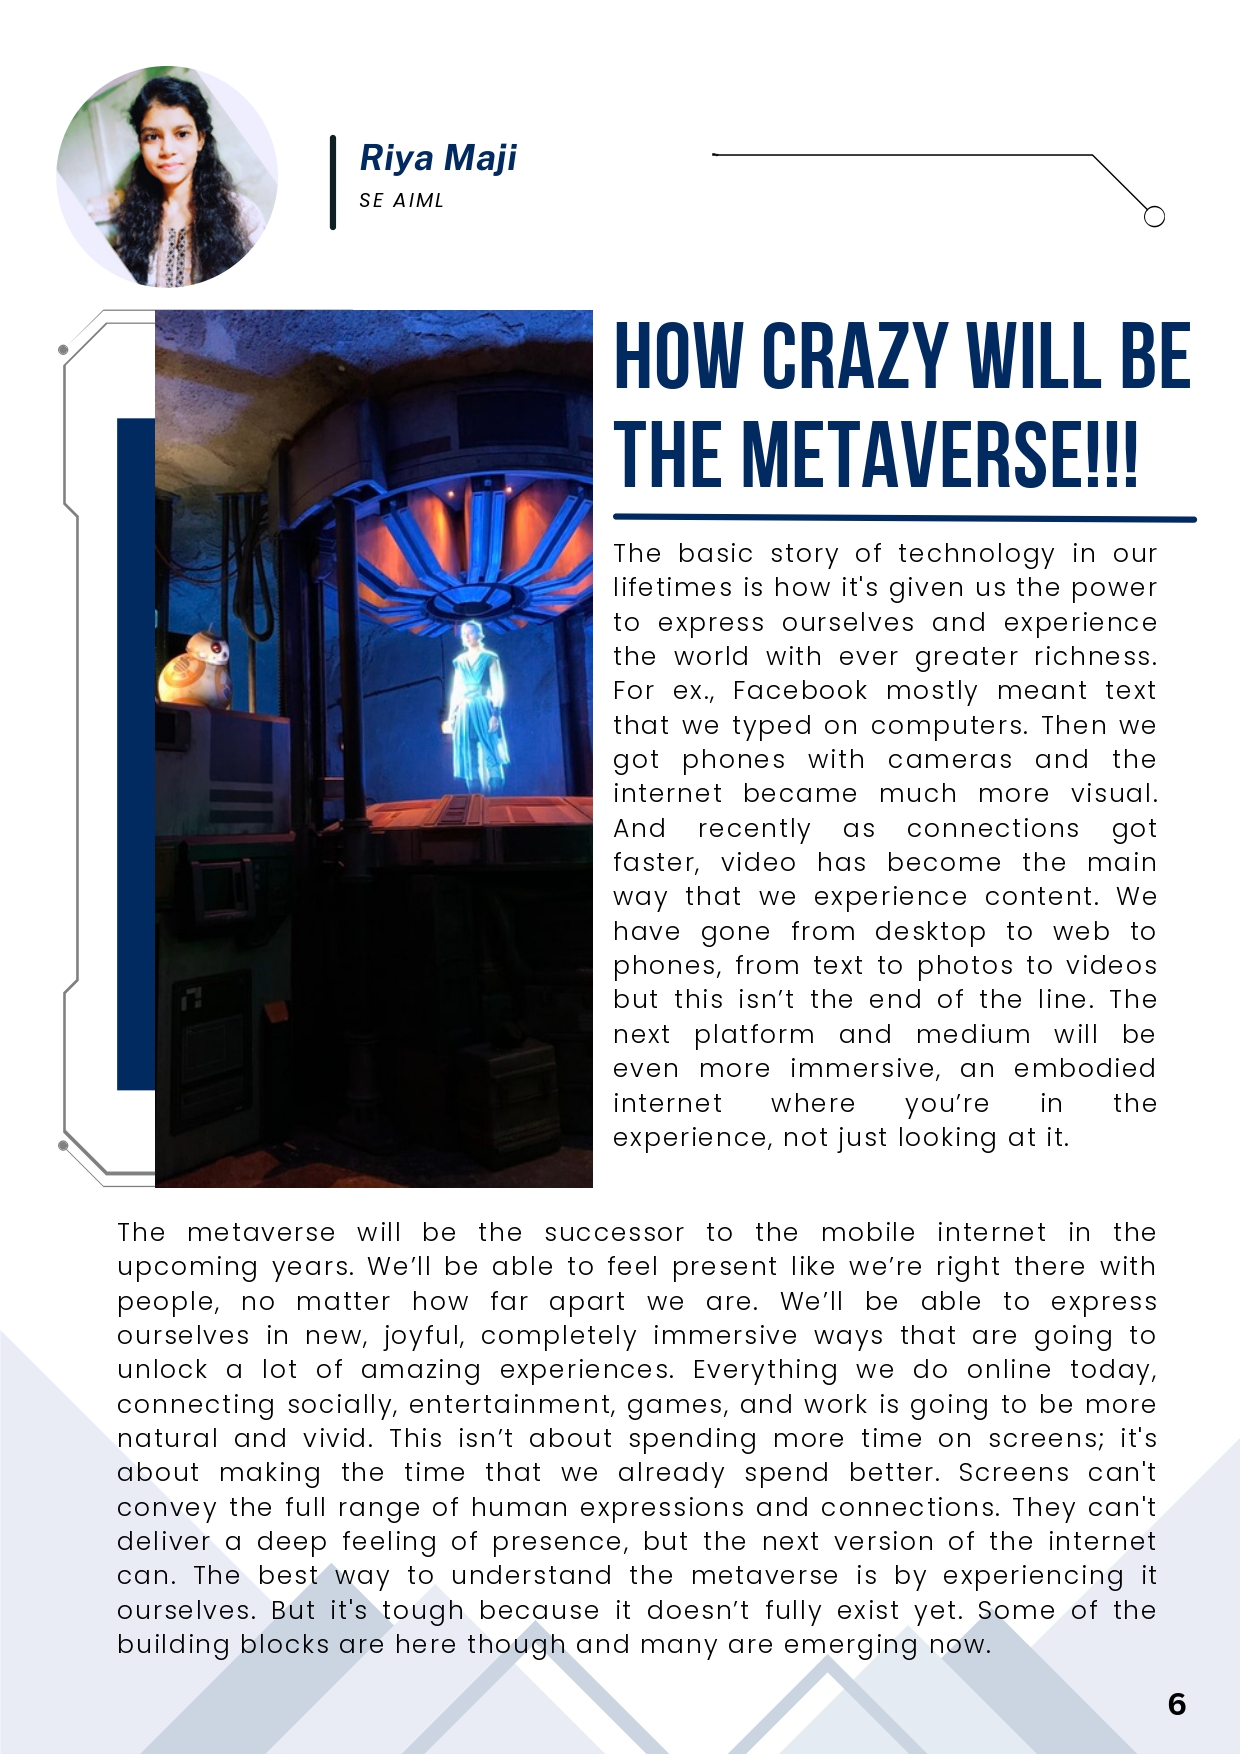 Riya Maji
SE AIML
HOW CRAZY WILL BE
THE METAVERSE!!!
The basic story of technology in our
lifetimes is how it's given us the power
to express ourselves and experience
the world with ever greater richness.
For ex., Facebook mostly meant text
that we typed on computers. Then we
got phones with cameras and the
internet became much more visual.
And recently as connections got
faster, video has become the main
way that we experience content. We
have gone from desktop to web to
phones, from text to photos to videos
but this isn’t the end of the line. The
next platform and medium will be
even more immersive, an embodied
internet where you’re in the
experience, not just looking at it.
The metaverse will be the successor to the mobile internet in the
upcoming years. We’ll be able to feel present like we’re right there with
people, no matter how far apart we are. We’ll be able to express
ourselves in new, joyful, completely immersive ways that are going to
unlock a lot of amazing experiences. Everything we do online today,
connecting socially, entertainment, games, and work is going to be more
natural and vivid. This isn’t about spending more time on screens; it's
about making the time that we already spend better. Screens can't
convey the full range of human expressions and connections. They can't
deliver a deep feeling of presence, but the next version of the internet
can. The best way to understand the metaverse is by experiencing it
ourselves. But it's tough because it doesn’t fully exist yet. Some of the
building blocks are here though and many are emerging now.
6